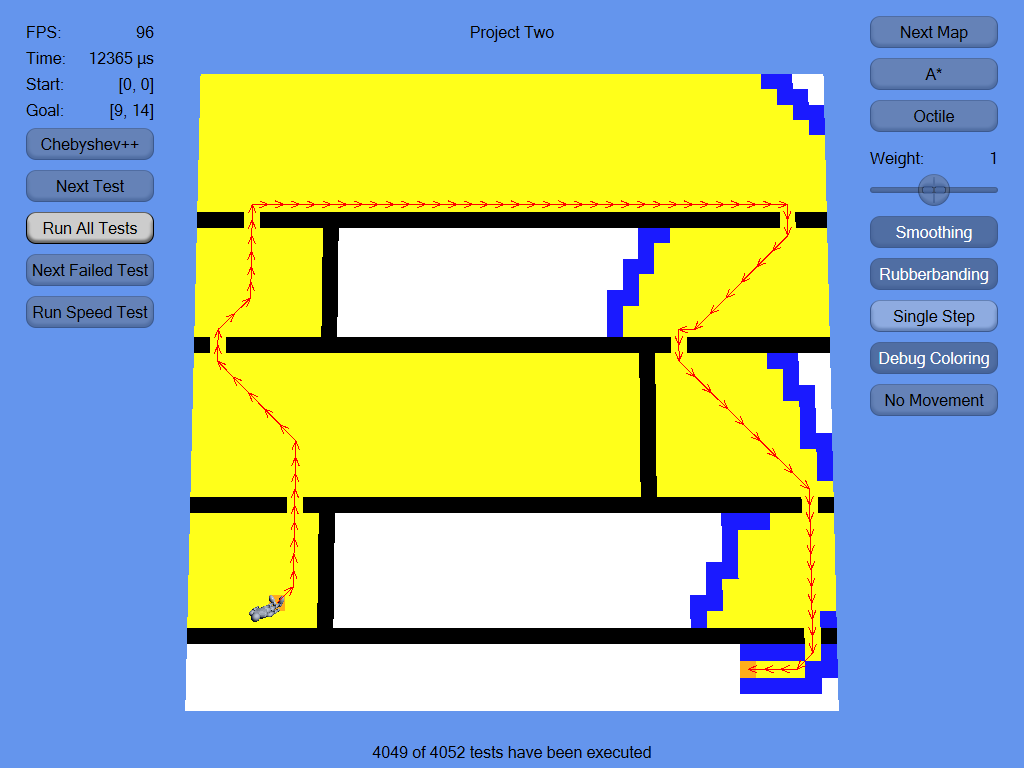 FPS: 96
Time: 12365 µs
Start: [0, 0]
Goal: [9, 14]
Chebyshev++
Next Test
Run All Tests
Next Failed Test
Run Speed Test
Project Two
Next Map
A*
Octile
Weight: 1
Smoothing
Rubberbanding
Single Step
Debug Coloring
No Movement
4049 of 4052 tests have been executed